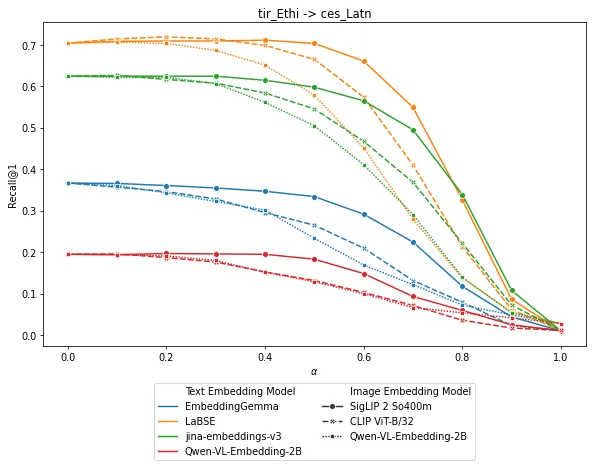 tir_Ethi -> ces_Latn
0.7
0.6
0.5
0.4
0.3
0.2
0.1
0.0
Recall@1
0.0 0.2 0.4 0.6 0.8 1.0
α
Text Embedding Model Image Embedding Model
EmbeddingGemma SigLIP 2 So400m
LaBSE CLIP ViT-B/32
jina-embeddings-v3 Qwen-VL-Embedding-2B
Qwen-VL-Embedding-2B